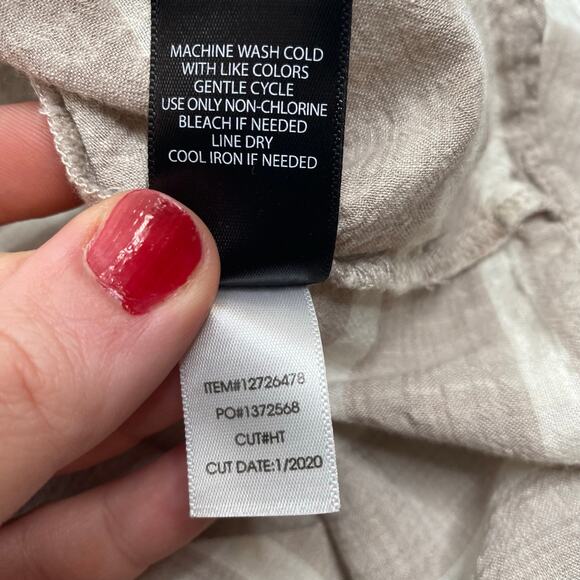 MACHINE WASH COLD
WITH LIKE COLORS
GENTLE CYCLE
USE ONLY NON-CHLORINE
BLEACH IF NEEDED
LINE DRY
COOL IRON IF NEEDED
ITEM#12726478
PO#1372568
CUT#HT
CUT DATE:1/2020